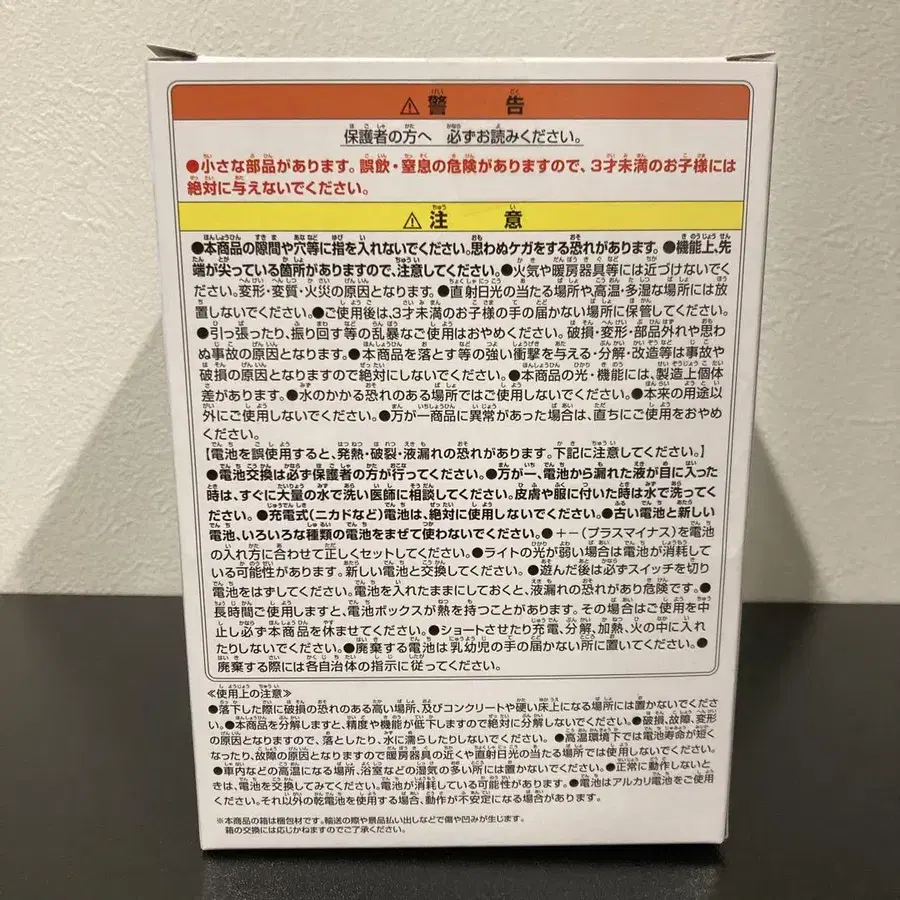 ⚠ 警告
保護者の方へ 必ずお読みください。
●小さな部品があります。誤飲・窒息の危険がありますので、3才未満のお子様には
絶対に与えないでください。
⚠ 注意
●本商品の隙間や穴等に指を入れないでください。思わぬケガをする恐れがあります。●機能上、先
端が尖っている箇所がありますので、注意してください。●火気や暖房器具等には近づけないでく
ださい。変形・変質・火災の原因となります。●直射日光の当たる場所や高温・多湿な場所には放
置しないでください。●ご使用後は、3才未満のお子様の手の届かない場所に保管してください。
●引っ張ったり、振り回す等の乱暴なご使用はおやめください。破損・変形・部品外れや思わ
ぬ事故の原因となります。●本商品を落とす等の強い衝撃を与える・分解・改造等は事故や
破損の原因となりますので絶対にしないでください。●本商品の光・機能には、製造上個体
差があります。●水のかかる恐れのある場所ではご使用しないでください。●本来の用途以
外にご使用しないでください。●万が一商品に異常があった場合は、直ちにご使用をおやめ
ください。
【電池を誤使用すると、発熱・破裂・液漏れの恐れがあります。下記に注意してください。】
●電池交換は必ず保護者の方が行ってください。●万が一、電池から漏れた液が目に入った
時は、すぐに大量の水で洗い医師に相談してください。皮膚や服に付いた時は水で洗ってく
ださい。●充電式(ニカドなど)電池は、絶対に使用しないでください。●古い電池と新しい
電池、いろいろな種類の電池をまぜて使わないでください。●+-(プラスマイナス)を電池
の入れ方に合わせて正しくセットしてください。●ライトの光が弱い場合は電池が消耗して
いる可能性があります。新しい電池と交換してください。●遊んだ後は必ずスイッチを切り
電池をはずしてください。電池を入れたままにしておくと、液漏れの恐れがあり危険です。●
長時間ご使用しますと、電池ボックスが熱を持つことがあります。その場合はご使用を中
止し必ず本商品を休ませてください。●ショートさせたり充電、分解、加熱、火の中に入れ
たりしないでください。●廃棄する電池は乳幼児の手の届かない所に置いてください。●
廃棄する際には各自治体の指示に従ってください。
≪使用上の注意≫
●落下した際に破損の恐れのある高い場所、及びコンクリートや硬い床上になる場所には置かないでくださ
い。●本商品を分解しますと、精度や機能が低下しますので絶対に分解しないでください。●破損、故障、変形
の原因となりますので、落としたり、水に濡らしたりしないでください。●高温環境下では電池寿命が短く
なったり、故障の原因となりますので暖房器具の近くや直射日光の当たる場所では使用しないでください。
●車内などの高温になる場所、浴室などの湿気の多い所には置かないでください。●正常に動作しないと
きは、電池を交換してみてください。電池が消耗している可能性があります。●電池はアルカリ電池をご使用
ください。それ以外の乾電池を使用する場合、動作が不安定になる場合があります。
※本商品の箱は梱包材です。輸送の際や景品払い出しなどで傷や凹みが生じます。
箱の交換には応じかねますのでご了承ください。